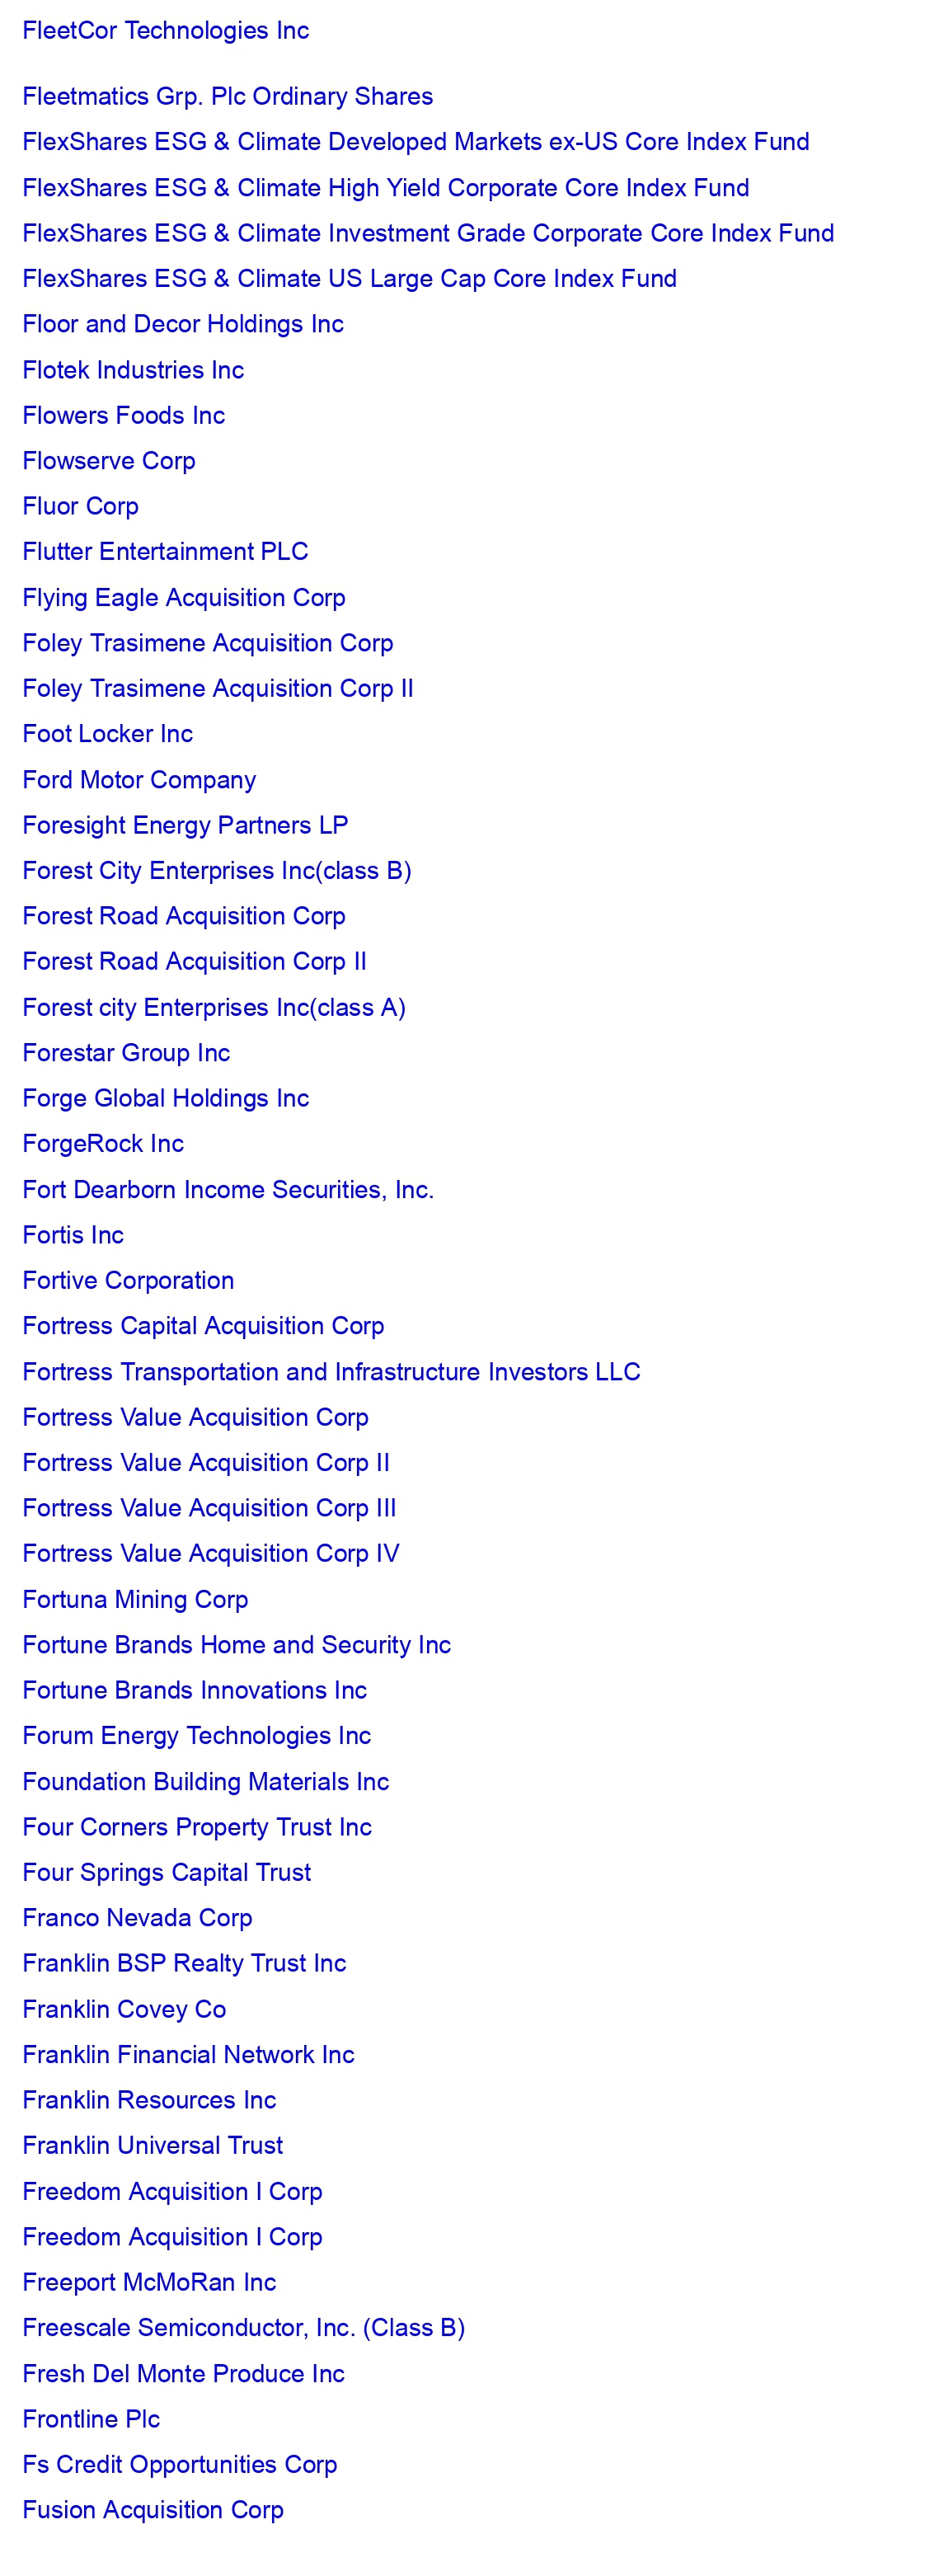 FleetCor Technologies Inc
Fleetmatics Grp. Plc Ordinary Shares
FlexShares ESG & Climate Developed Markets ex-US Core Index Fund
FlexShares ESG & Climate High Yield Corporate Core Index Fund
FlexShares ESG & Climate Investment Grade Corporate Core Index Fund
FlexShares ESG & Climate US Large Cap Core Index Fund
Floor and Decor Holdings Inc
Flotek Industries Inc
Flowers Foods Inc
Flowserve Corp
Fluor Corp
Flutter Entertainment PLC
Flying Eagle Acquisition Corp
Foley Trasimene Acquisition Corp
Foley Trasimene Acquisition Corp II
Foot Locker Inc
Ford Motor Company
Foresight Energy Partners LP
Forest City Enterprises Inc(class B)
Forest Road Acquisition Corp
Forest Road Acquisition Corp II
Forest city Enterprises Inc(class A)
Forestar Group Inc
Forge Global Holdings Inc
ForgeRock Inc
Fort Dearborn Income Securities, Inc.
Fortis Inc
Fortive Corporation
Fortress Capital Acquisition Corp
Fortress Transportation and Infrastructure Investors LLC
Fortress Value Acquisition Corp
Fortress Value Acquisition Corp II
Fortress Value Acquisition Corp III
Fortress Value Acquisition Corp IV
Fortuna Mining Corp
Fortune Brands Home and Security Inc
Fortune Brands Innovations Inc
Forum Energy Technologies Inc
Foundation Building Materials Inc
Four Corners Property Trust Inc
Four Springs Capital Trust
Franco Nevada Corp
Franklin BSP Realty Trust Inc
Franklin Covey Co
Franklin Financial Network Inc
Franklin Resources Inc
Franklin Universal Trust
Freedom Acquisition I Corp
Freedom Acquisition I Corp
Freeport McMoRan Inc
Freescale Semiconductor, Inc. (Class B)
Fresh Del Monte Produce Inc
Frontline Plc
Fs Credit Opportunities Corp
Fusion Acquisition Corp